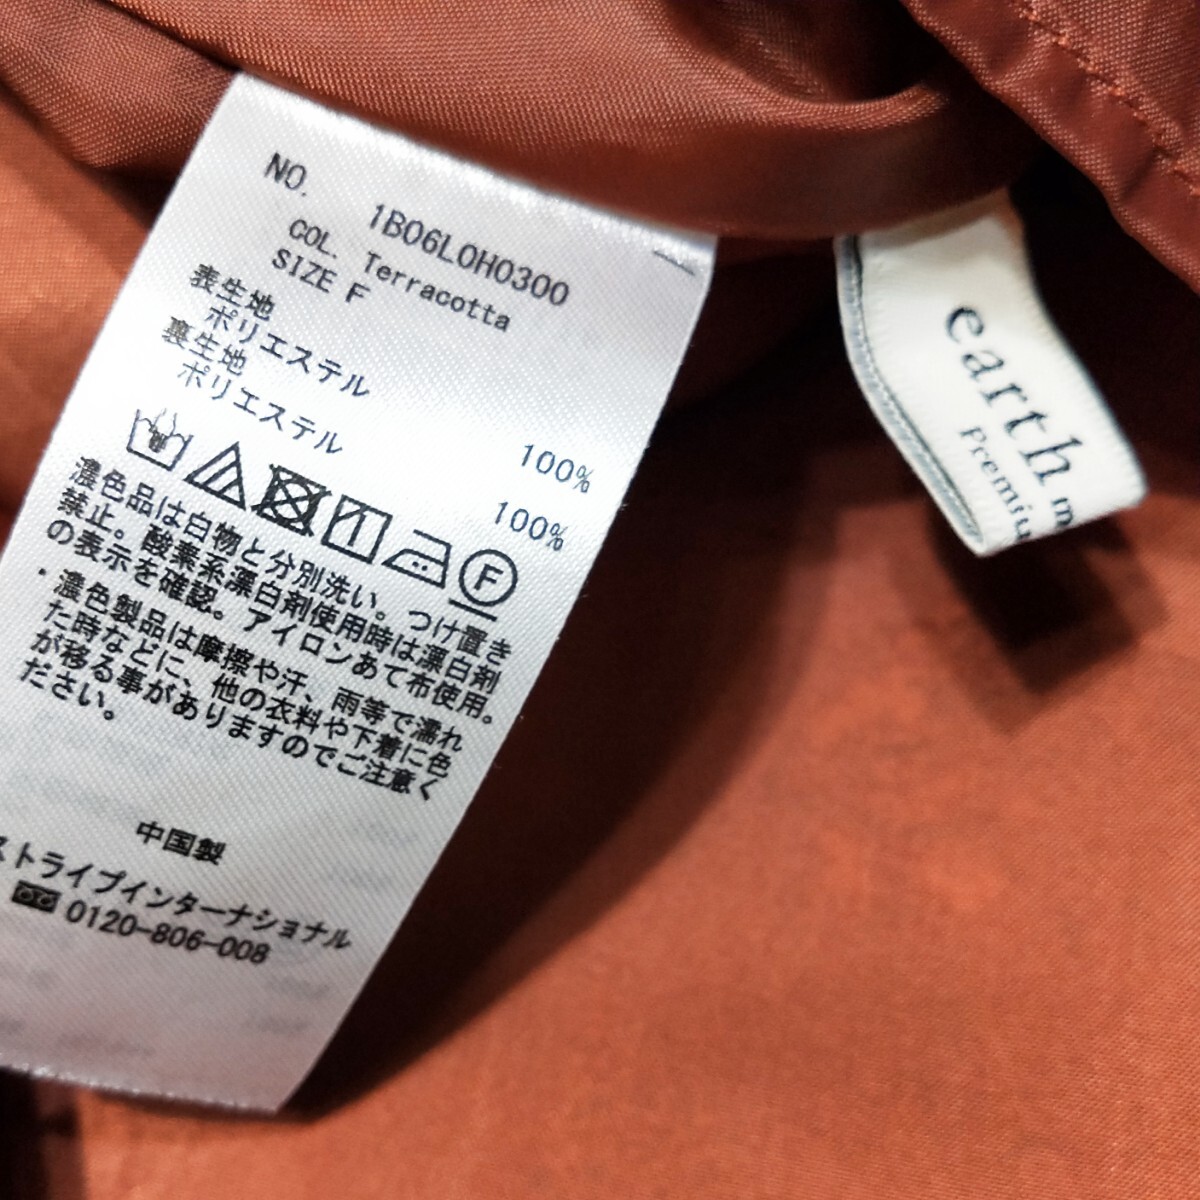 NO. 1B06L0H0300
COL. Terracotta
SIZE F
表生地
ポリエステル 100%
裏生地
ポリエステル 100%
F
濃色品は白物と分別洗い。つけ置き
禁止。酸素系漂白剤使用時は漂白剤
の表示を確認。アイロンあて布使用。
・濃色製品は摩擦や汗、雨等で濡れ
た時などに、他の衣料や下着に色
が移る事がありますのでご注意く
ださい。
中国製
ストライプインターナショナル
0120-806-008
earth m
Premiu